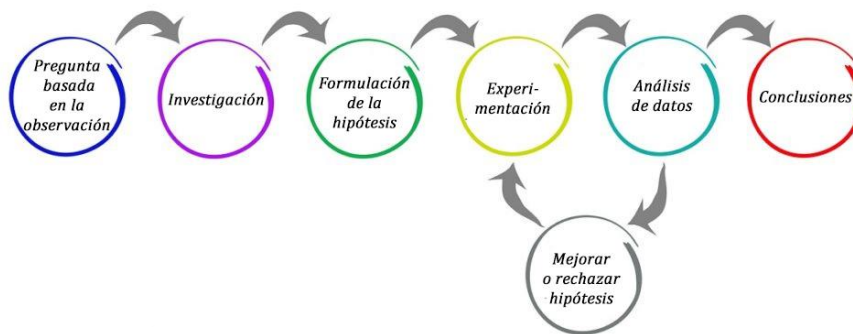 Pregunta
basada
en la
observación
Investigación
Formulación
de la
hipótesis
Experi-
mentación
Análisis
de datos
Conclusiones
Mejorar
o rechazar
hipótesis